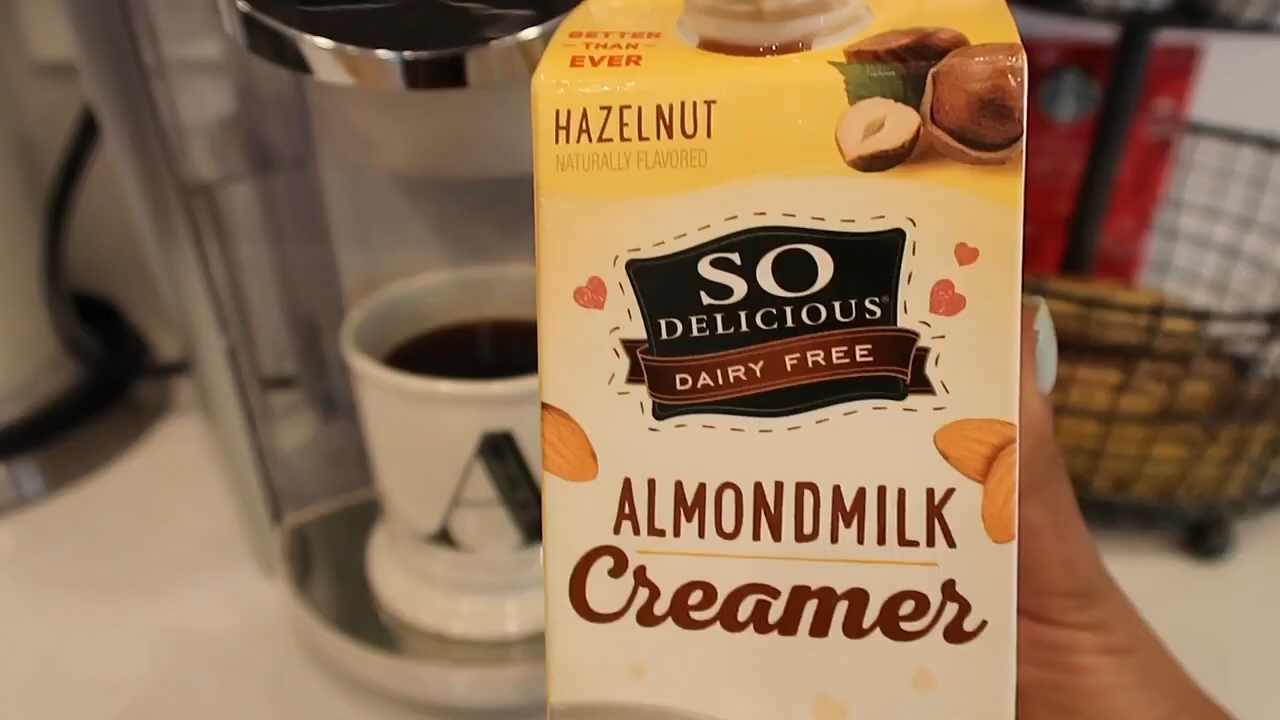 BETTER
THAN
EVER
HAZELNUT
NATURALLY FLAVORED
SO
DELICIOUS®
DAIRY FREE
ALMONDMILK
Creamer
A